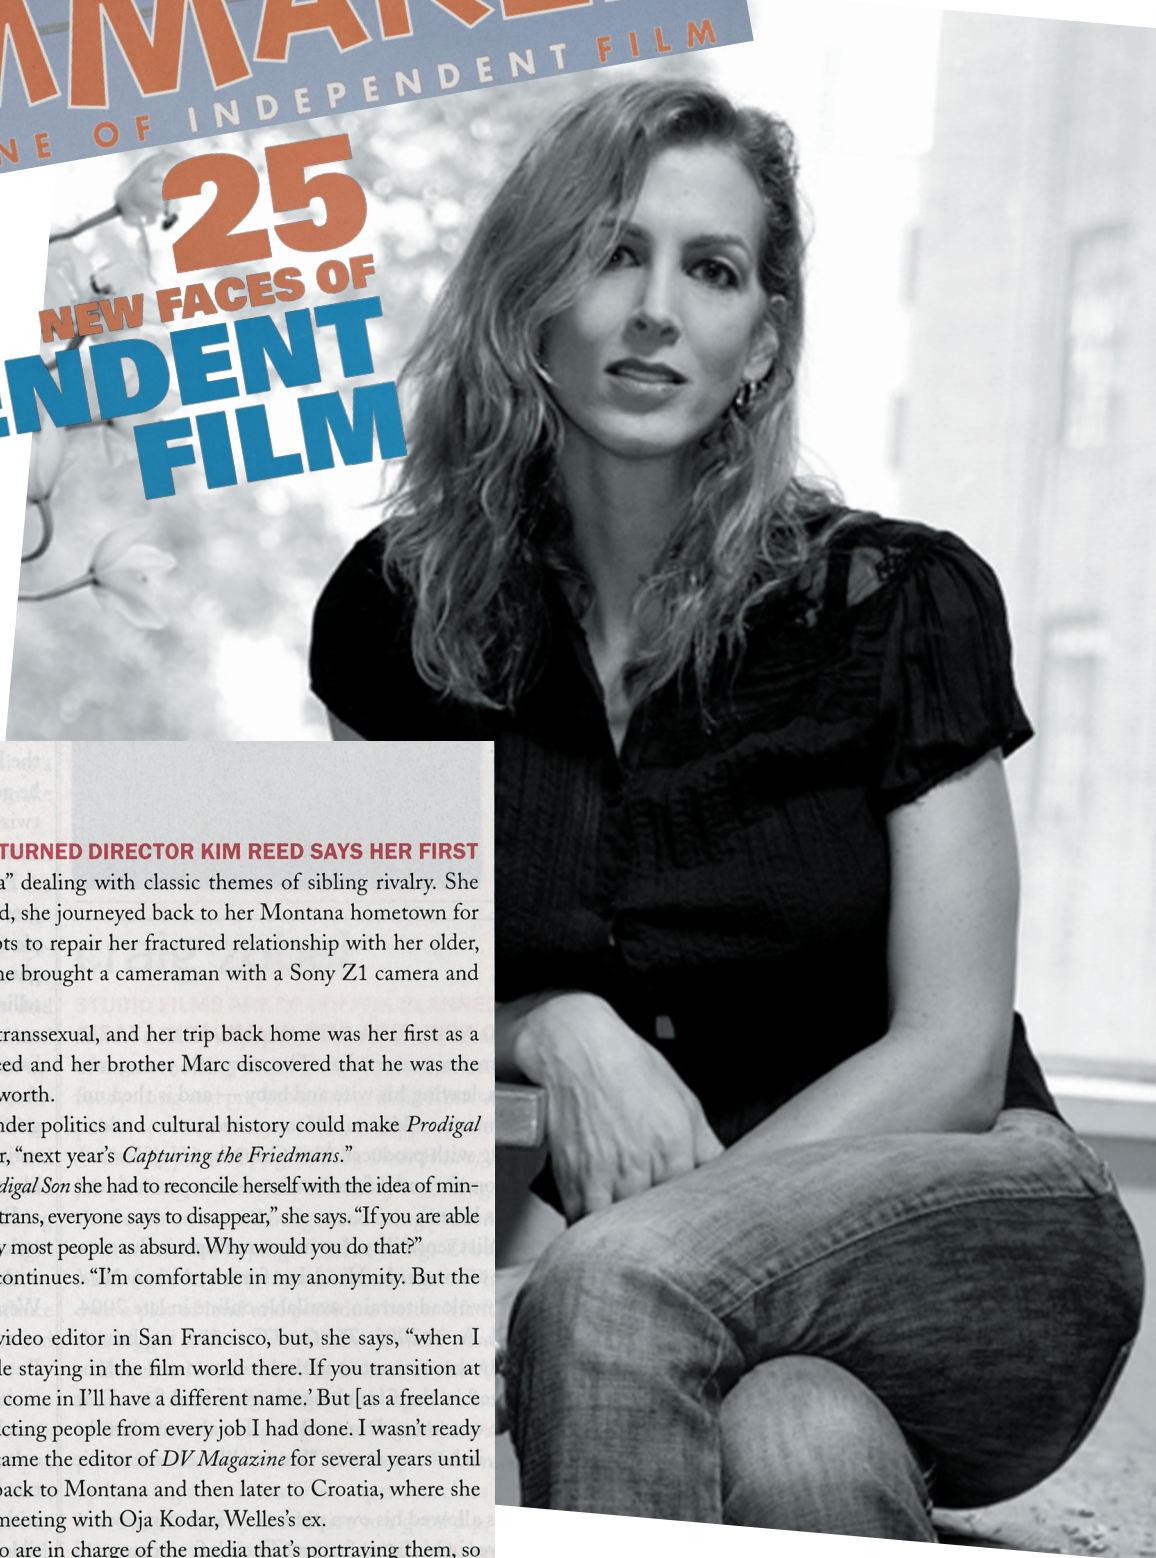 NE OF INDEPENDENT FILM
25
NEW FACES OF
ENDENT
FILM
TURNED DIRECTOR KIM REED SAYS HER FIRST
a” dealing with classic themes of sibling rivalry. She
d, she journeyed back to her Montana hometown for
ots to repair her fractured relationship with her older,
he brought a cameraman with a Sony Z1 camera and
transsexual, and her trip back home was her first as a
eed and her brother Marc discovered that he was the
worth.
nder politics and cultural history could make Prodigal
r, “next year’s Capturing the Friedmans.”
digal Son she had to reconcile herself with the idea of min-
trans, everyone says to disappear,” she says. “If you are able
y most people as absurd. Why would you do that?”
continues. “I’m comfortable in my anonymity. But the
video editor in San Francisco, but, she says, “when I
le staying in the film world there. If you transition at
come in I’ll have a different name.’ But [as a freelance
acting people from every job I had done. I wasn’t ready
came the editor of DV Magazine for several years until
back to Montana and then later to Croatia, where she
meeting with Oja Kodar, Welles’s ex.
o are in charge of the media that’s portraying them, so